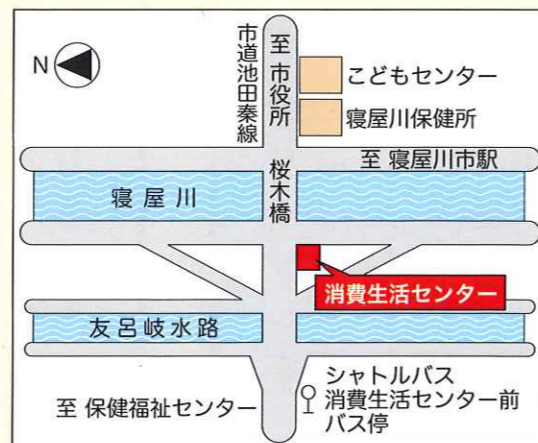 N
市道池田秦線
至 市役所
こどもセンター
寝屋川保健所
至 寝屋川市駅
桜木橋
寝屋川
消費生活センター
友呂岐水路
至 保健福祉センター
シャトルバス
消費生活センター前
バス停